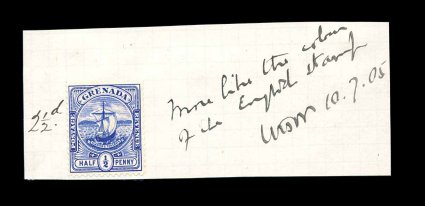 2½d.
GRENADA
POSTAGE
REVENUE
HALF ½ PENNY
More like the colour
of the English stamp
10.7.05